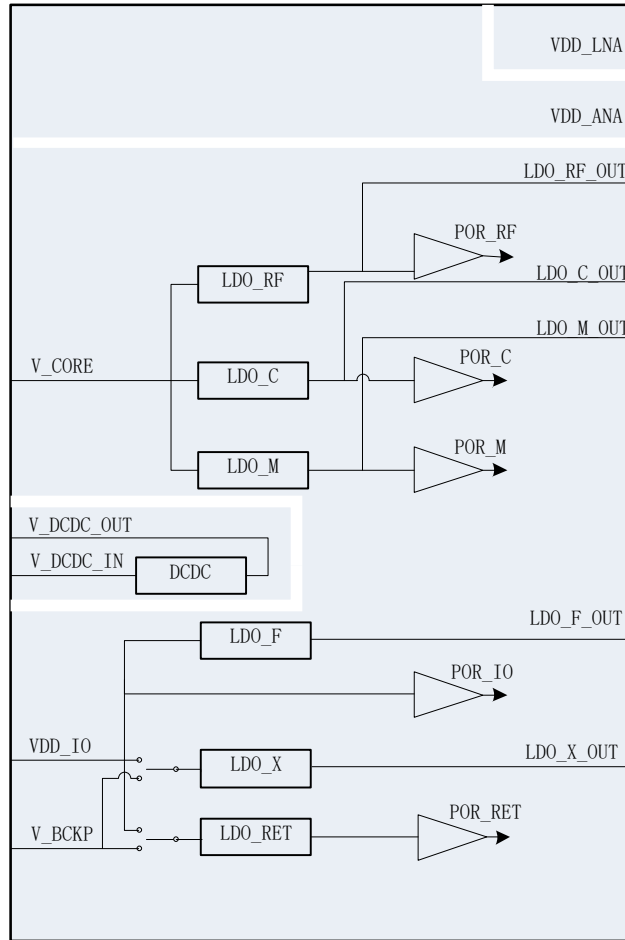 VDD_LNA
VDD_ANA
LDO_RF_OUT
POR_RF
LDO_RF
LDO_C_OUT
LDO_M_OUT
V_CORE
LDO_C
POR_C
LDO_M
POR_M
V_DCDC_OUT
V_DCDC_IN
DCDC
LDO_F
LDO_F_OUT
POR_IO
VDD_IO
LDO_X
LDO_X_OUT
V_BCKP
LDO_RET
POR_RET